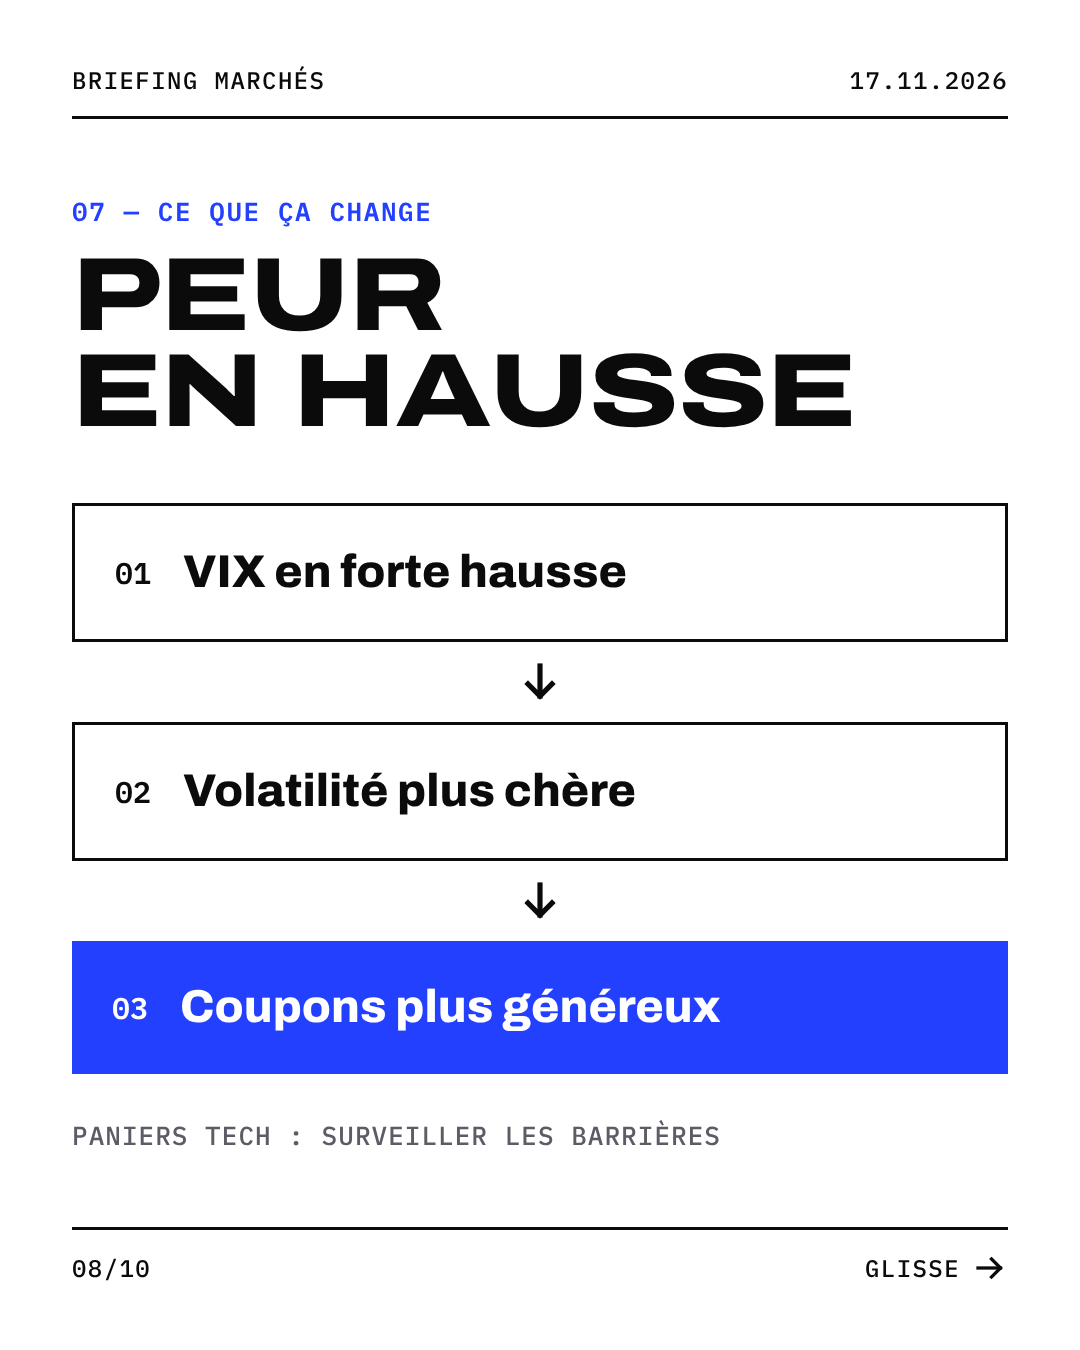 BRIEFING MARCHÉS
17.11.2026
07 — CE QUE ÇA CHANGE
PEUR
EN HAUSSE
01 VIX en forte hausse
↓
02 Volatilité plus chère
↓
03 Coupons plus généreux
PANIERS TECH : SURVEILLER LES BARRIÈRES
08/10
GLISSE →